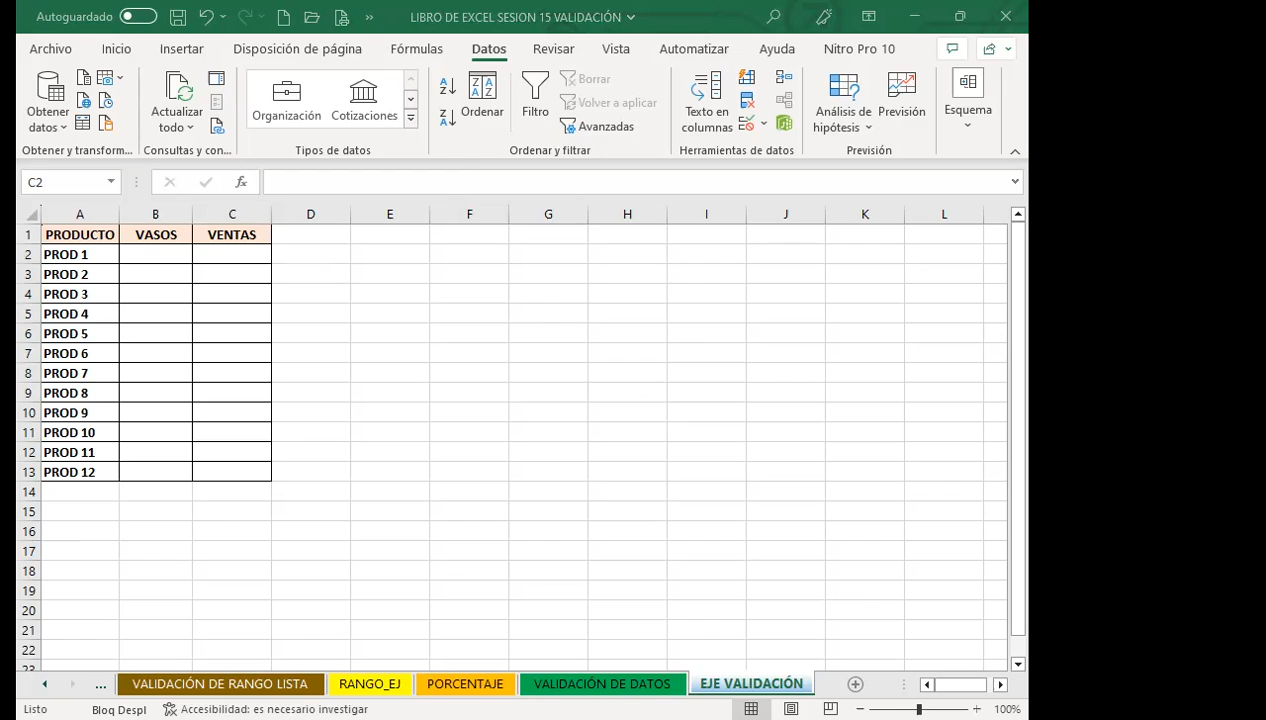 Autoguardado LIBRO DE EXCEL SESION 15 VALIDACIÓN
Archivo Inicio Insertar Disposición de página Fórmulas Datos Revisar Vista Automatizar Ayuda Nitro Pro 10
Obtener datos
Actualizar todo
Organización Cotizaciones
Ordenar
Filtro
Borrar
Volver a aplicar
Avanzadas
Texto en columnas
Análisis de hipótesis
Previsión
Esquema
Obtener y transform... Consultas y con... Tipos de datos Ordenar y filtrar Herramientas de datos Previsión
C2 fx
A B C D E F G H I J K L
1 PRODUCTO VASOS VENTAS
2 PROD 1
3 PROD 2
4 PROD 3
5 PROD 4
6 PROD 5
7 PROD 6
8 PROD 7
9 PROD 8
10 PROD 9
11 PROD 10
12 PROD 11
13 PROD 12
14
15
16
17
18
19
20
21
22
23
... VALIDACIÓN DE RANGO LISTA RANGO_EJ PORCENTAJE VALIDACIÓN DE DATOS EJE VALIDACIÓN
Listo Bloq Despl Accesibilidad: es necesario investigar 100%